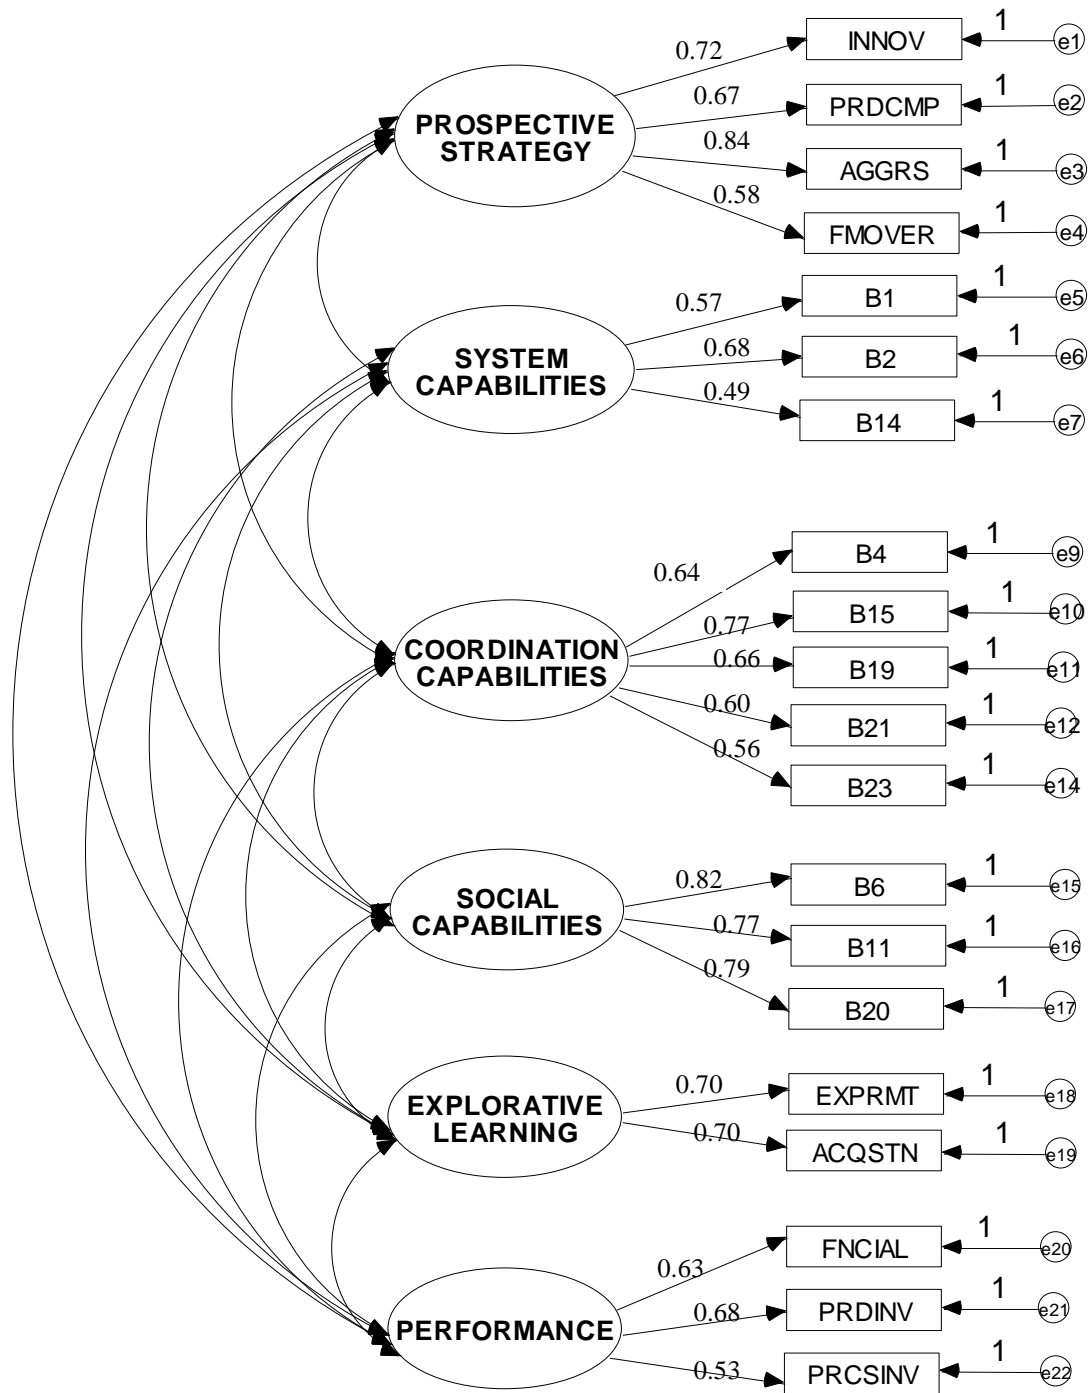 1
INNOV
e1
0.72
1
PRDCMP
e2
0.67
PROSPECTIVE
STRATEGY
1
AGGRS
e3
0.84
1
FMOVER
e4
0.58
1
B1
e5
0.57
SYSTEM
CAPABILITIES
1
B2
e6
0.68
1
B14
e7
0.49
1
B4
e9
0.64
1
B15
e10
0.77
COORDINATION
CAPABILITIES
1
B19
e11
0.66
1
B21
e12
0.60
1
B23
e14
0.56
1
B6
e15
0.82
SOCIAL
CAPABILITIES
1
B11
e16
0.77
1
B20
e17
0.79
1
EXPRMT
e18
0.70
EXPLORATIVE
LEARNING
1
ACQSTN
e19
0.70
1
FNCIAL
e20
0.63
1
PRDINV
e21
0.68
PERFORMANCE
1
PRCSINV
e22
0.53